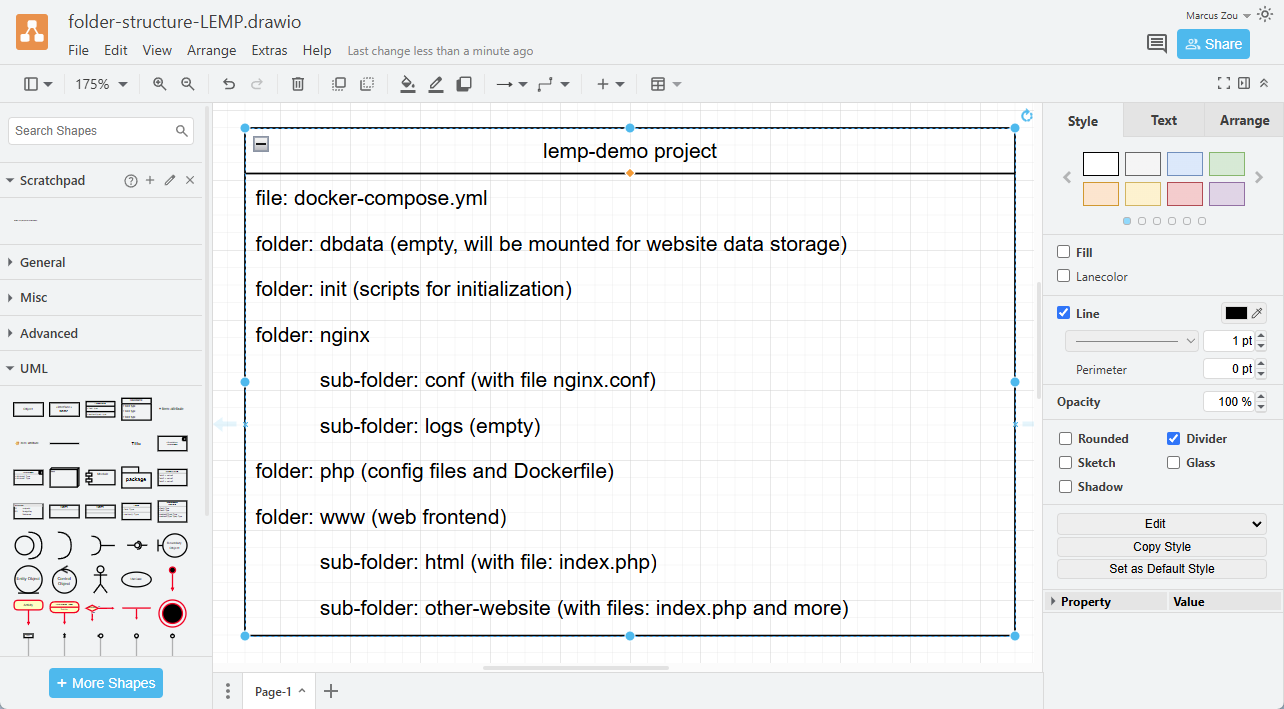 folder-structure-LEMP.drawio
Marcus Zou
File Edit View Arrange Extras Help Last change less than a minute ago
Share
175%
Search Shapes
Scratchpad
General
Misc
Advanced
UML
package
Entity Object
Control Object
+ More Shapes
lemp-demo project
file: docker-compose.yml
folder: dbdata (empty, will be mounted for website data storage)
folder: init (scripts for initialization)
folder: nginx
sub-folder: conf (with file nginx.conf)
sub-folder: logs (empty)
folder: php (config files and Dockerfile)
folder: www (web frontend)
sub-folder: html (with file: index.php)
sub-folder: other-website (with files: index.php and more)
Page-1
Style Text Arrange
Fill
Lanecolor
Line
1 pt
Perimeter 0 pt
Opacity 100 %
Rounded Divider
Sketch Glass
Shadow
Edit
Copy Style
Set as Default Style
Property Value